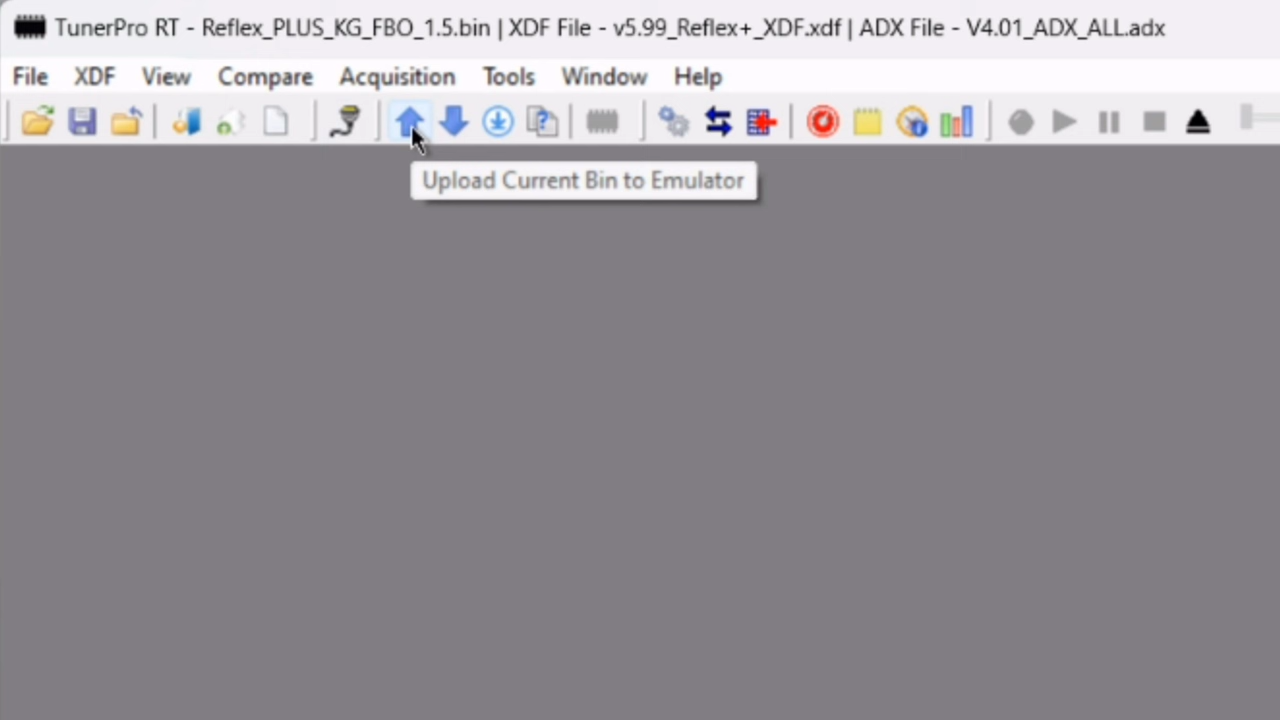 TunerPro RT - Reflex_PLUS_KG_FBO_1.5.bin | XDF File - v5.99_Reflex+_XDF.xdf | ADX File - V4.01_ADX_ALL.adx
File XDF View Compare Acquisition Tools Window Help
Upload Current Bin to Emulator